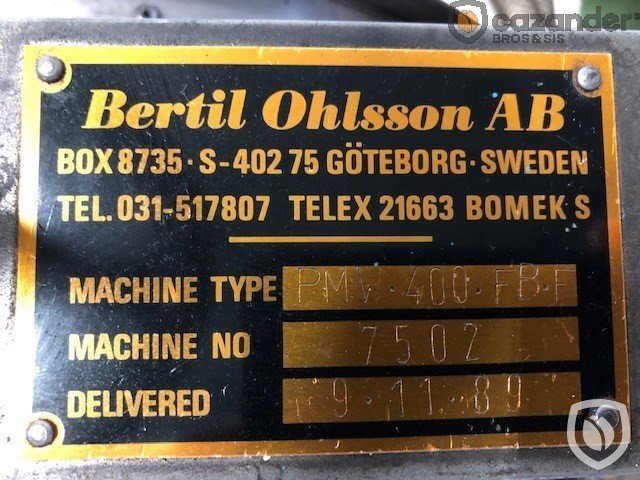 cazander
BROS & SIS
Bertil Ohlsson AB
BOX 8735 · S-402 75 GÖTEBORG · SWEDEN
TEL. 031-517807 TELEX 21663 BOMEK S
MACHINE TYPE PMW·400·FB·F
MACHINE NO 7502
DELIVERED 9·11·89